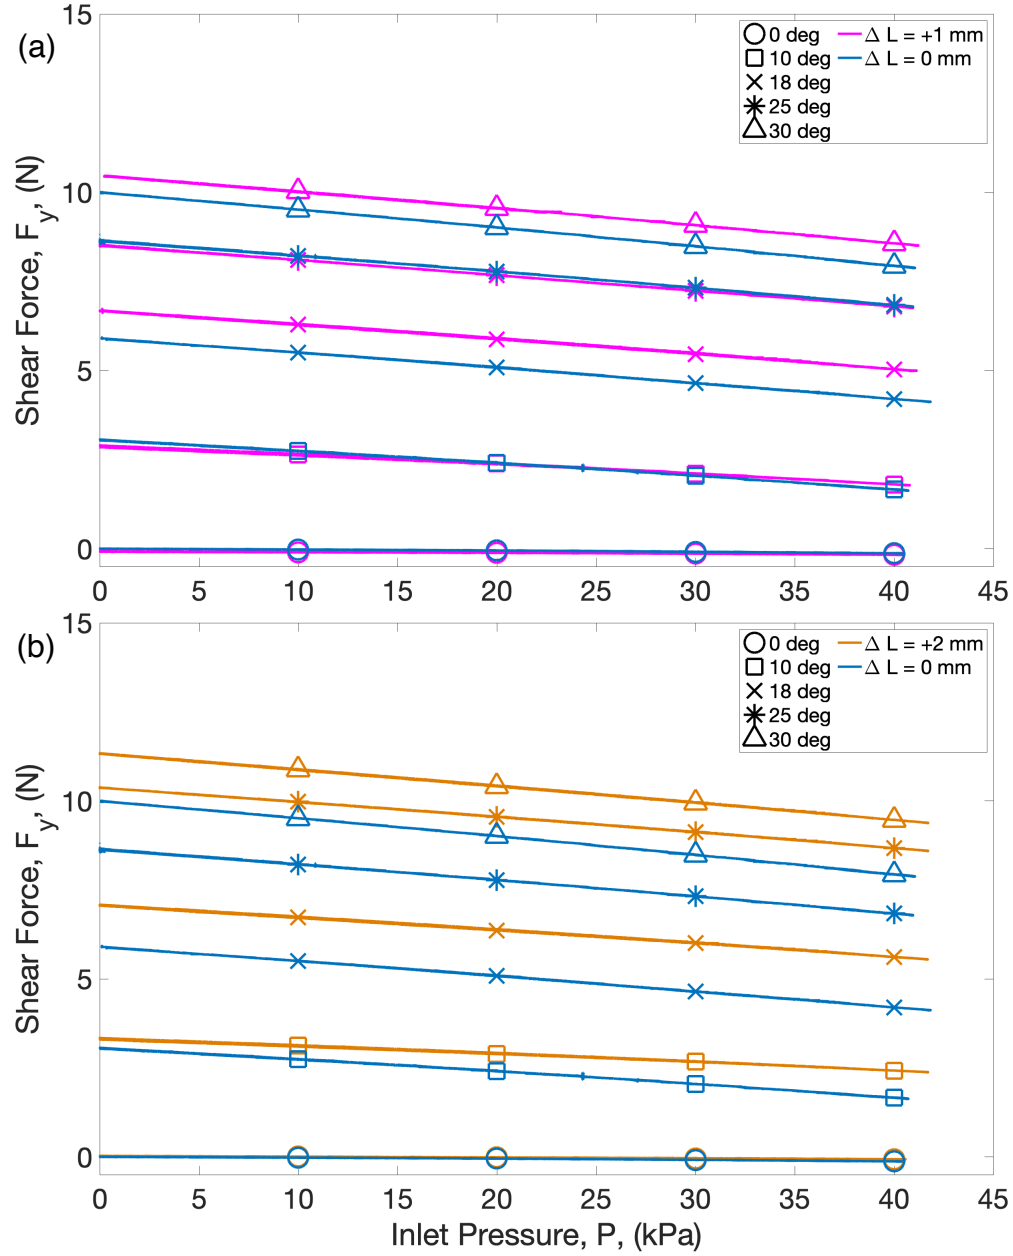 (a)
15
10
5
0
Shear Force, F_y, (N)
0 deg
10 deg
18 deg
25 deg
30 deg
Δ L = +1 mm
Δ L = 0 mm
0 5 10 15 20 25 30 35 40 45
(b)
15
10
5
0
Shear Force, F_y, (N)
0 deg
10 deg
18 deg
25 deg
30 deg
Δ L = +2 mm
Δ L = 0 mm
0 5 10 15 20 25 30 35 40 45
Inlet Pressure, P, (kPa)